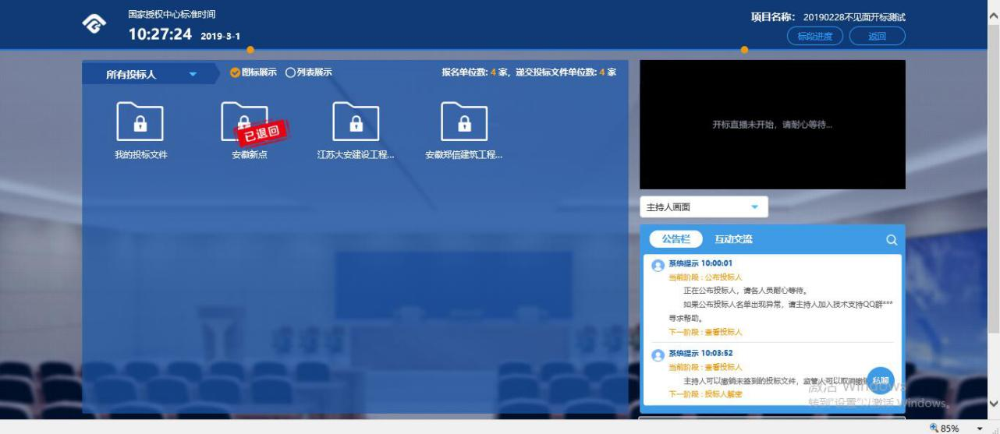 国家授权中心标准时间
10:27:24 2019-3-1
项目名称： 20190228不见面开标测试
标段进度 返回
所有投标人 图标展示 列表展示 报名单位数: 4 家，递交投标文件单位数: 4 家
已退回
我的投标文件 安徽新点 江苏大安建设工程... 安徽郑信建筑工程...
开标直播未开始，请耐心等待...
主持人画面
公告栏 互动交流
系统提示 10:00:01
当前阶段 : 公布投标人
正在公布投标人，请各人员耐心等待。
如果公布投标人名单出现异常，请主持人加入技术支持QQ群***
寻求帮助。
下一阶段 : 查看投标人
系统提示 10:03:52
当前阶段 : 查看投标人
主持人可以撤销未签到的投标文件，监管人可以取消撤销
私聊
下一阶段 : 投标人解密
激活 Windows
转到"设置"以激活 Windows。
85%